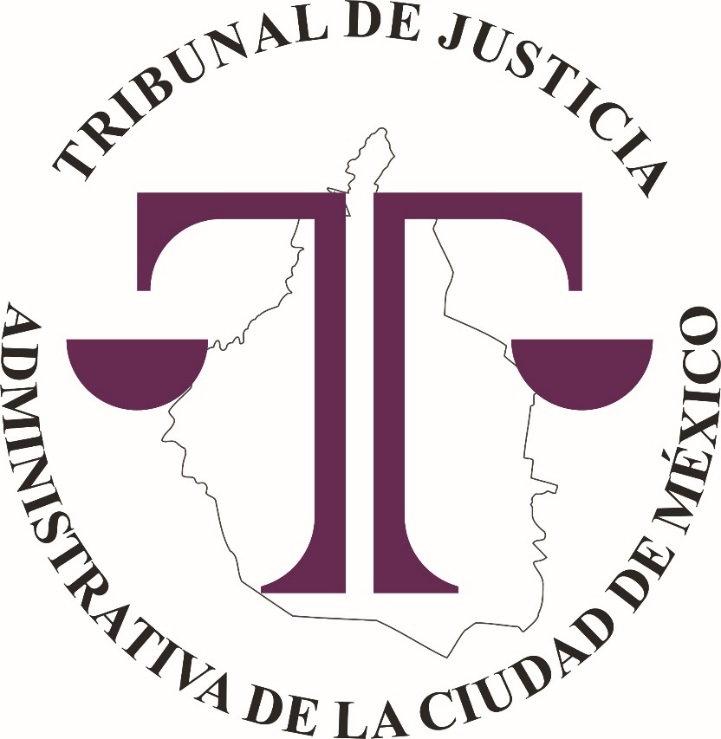 TRIBUNAL DE JUSTICIA
ADMINISTRATIVA DE LA CIUDAD DE MÉXICO